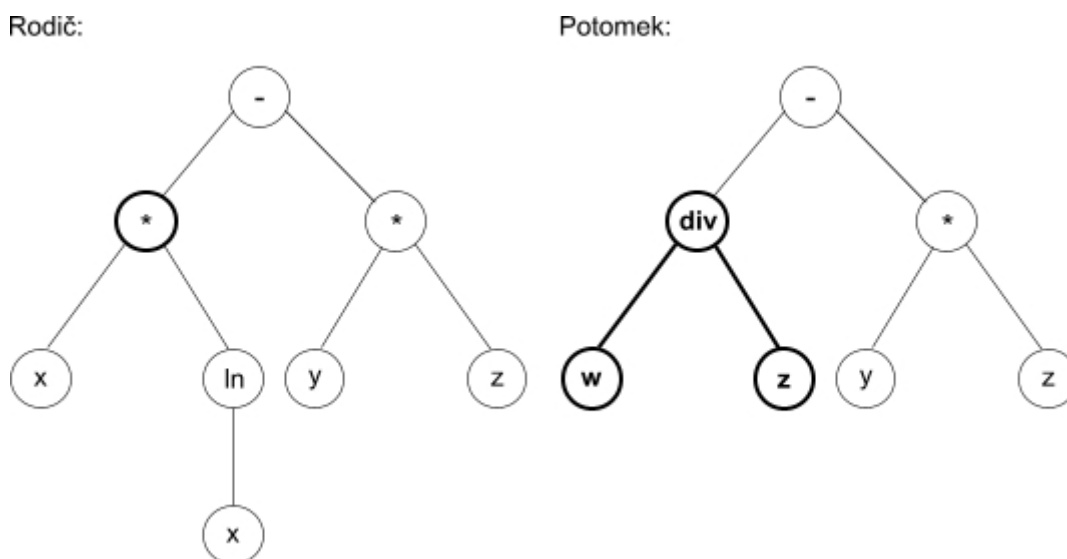 Rodič: Potomek:
- -
* * div *
x ln y z w z y z
x